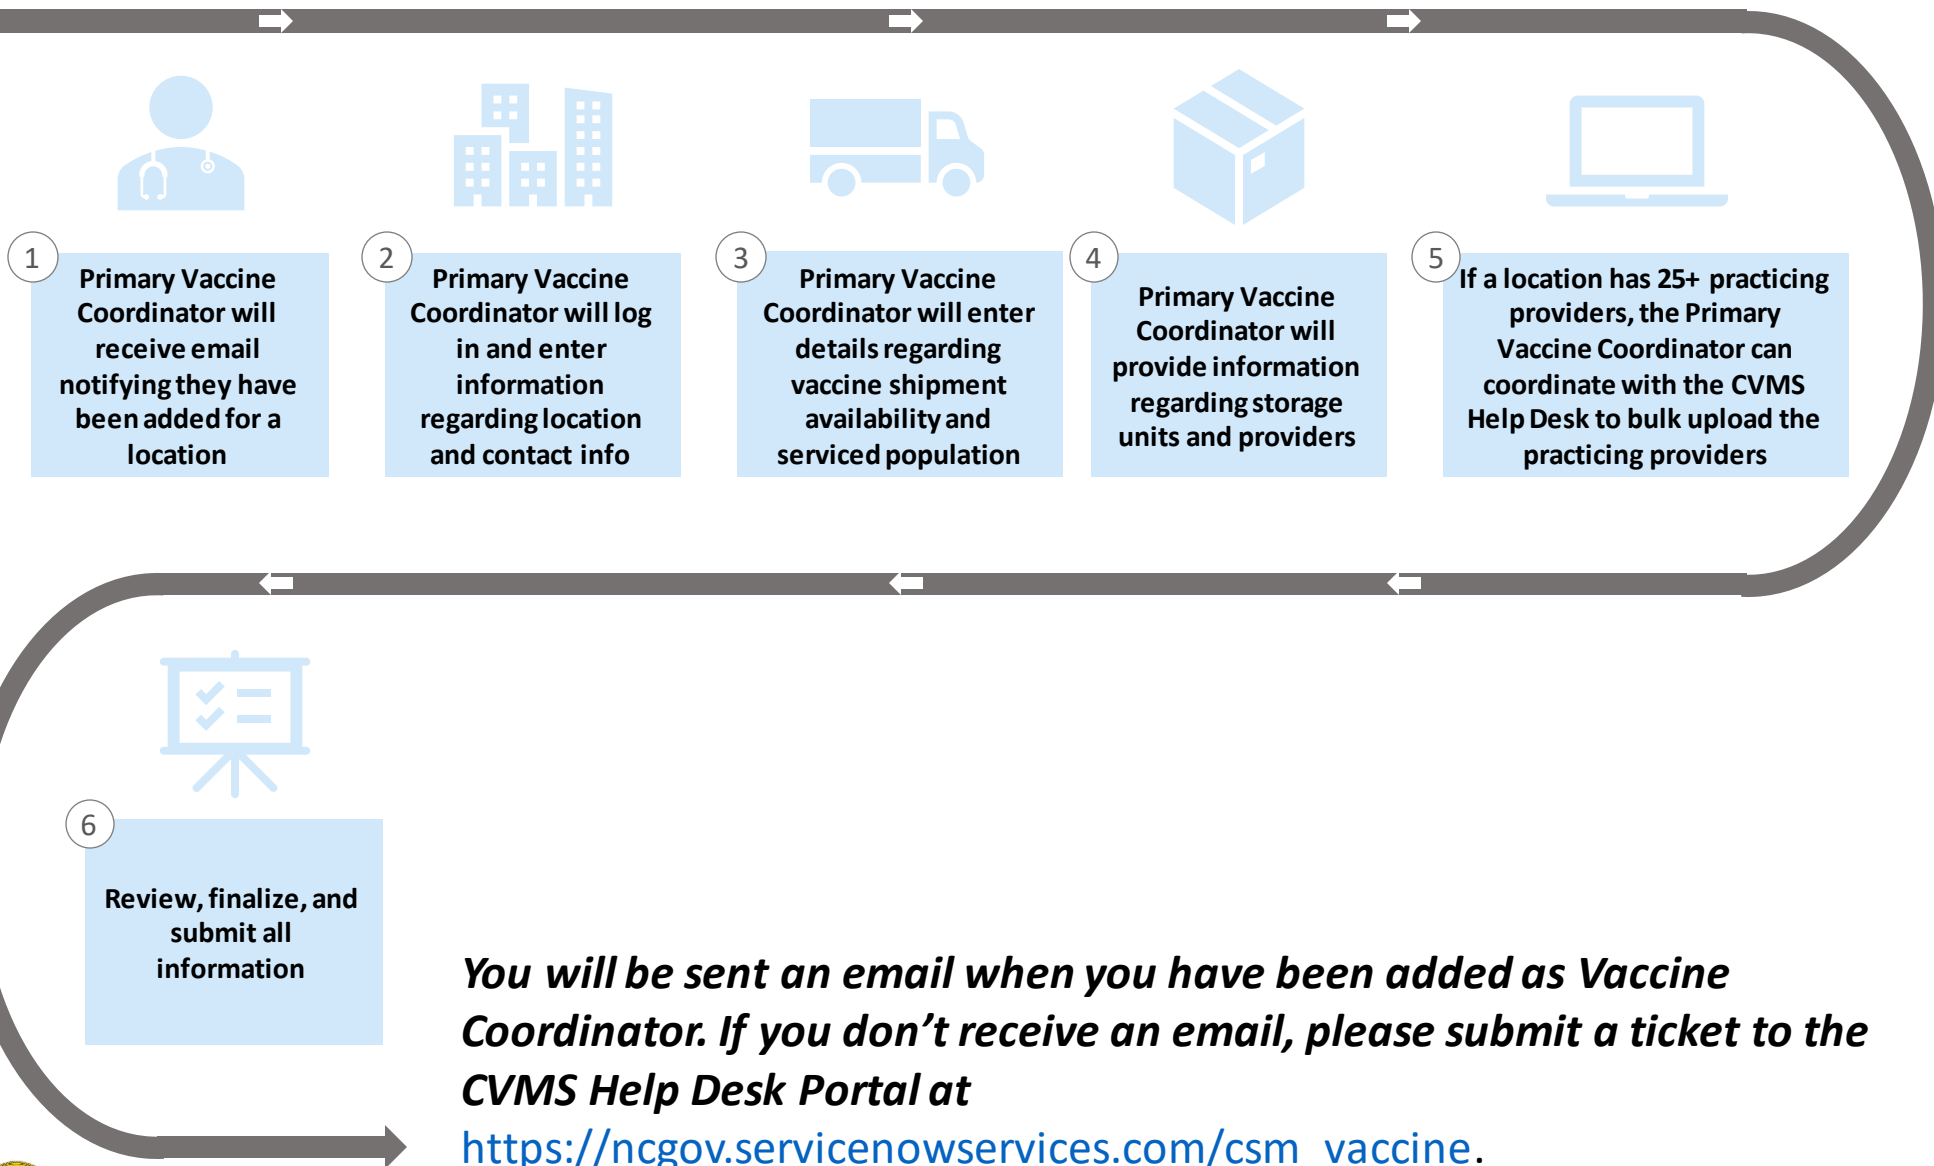 1
Primary Vaccine
Coordinator will
receive email
notifying they have
been added for a
location
2
Primary Vaccine
Coordinator will log
in and enter
information
regarding location
and contact info
3
Primary Vaccine
Coordinator will enter
details regarding
vaccine shipment
availability and
serviced population
4
Primary Vaccine
Coordinator will
provide information
regarding storage
units and providers
5
If a location has 25+ practicing
providers, the Primary
Vaccine Coordinator can
coordinate with the CVMS
Help Desk to bulk upload the
practicing providers
6
Review, finalize, and
submit all
information
You will be sent an email when you have been added as Vaccine
Coordinator. If you don't receive an email, please submit a ticket to the
CVMS Help Desk Portal at
https://ncgov.servicenowservices.com/csm_vaccine.